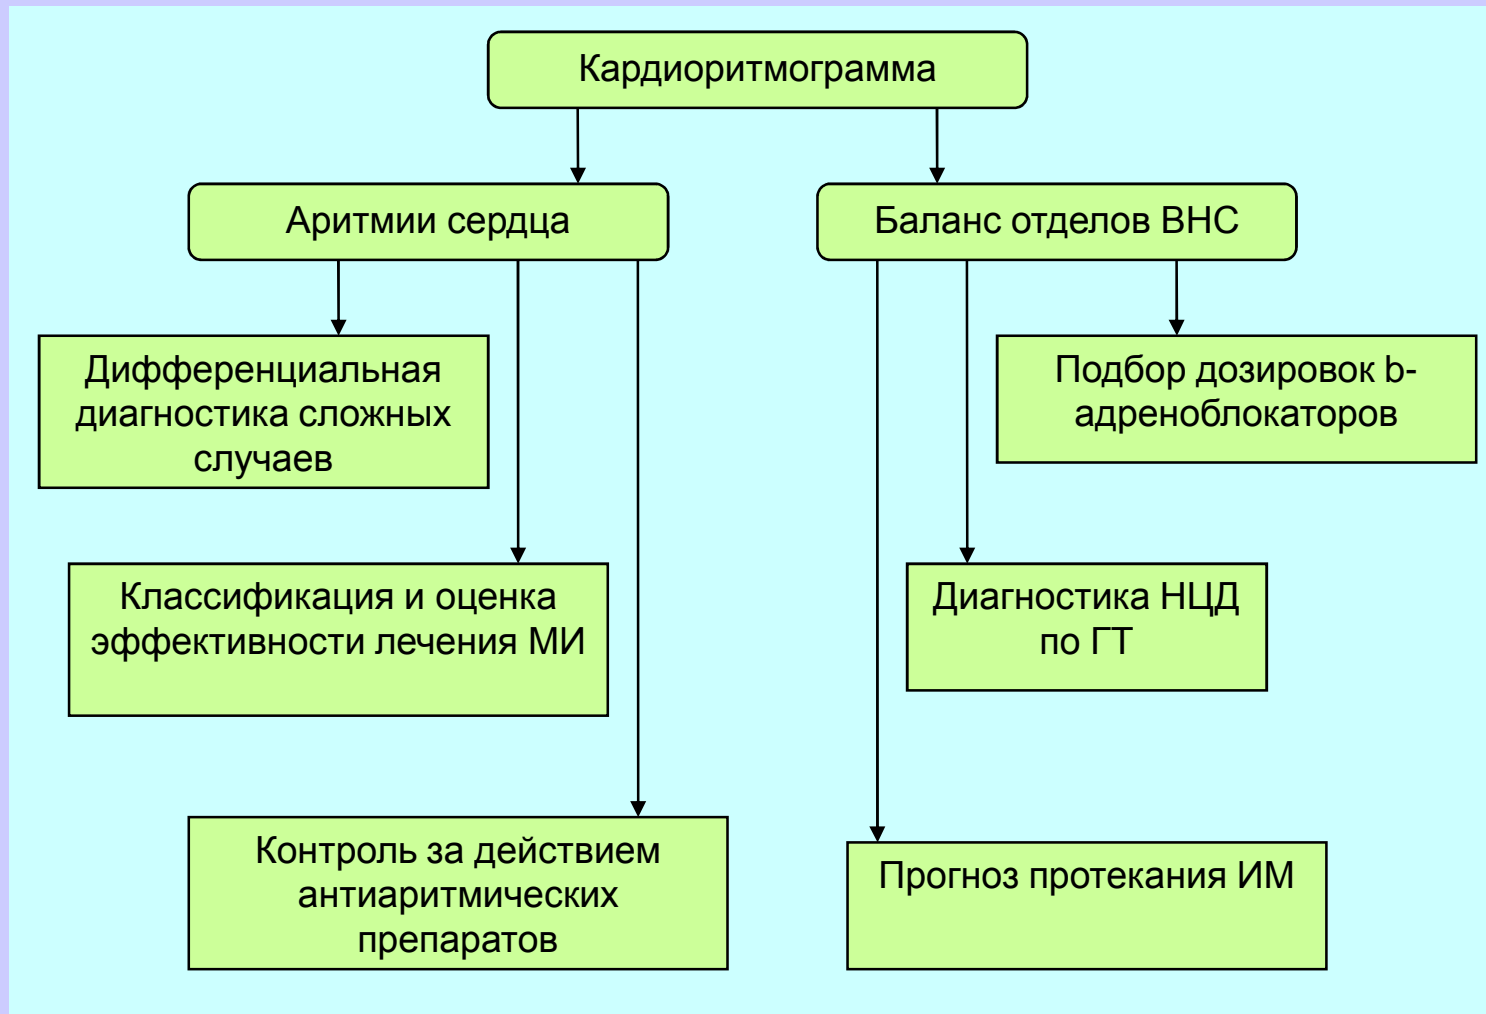 Кардиоритмограмма
Аритмии сердца
Баланс отделов ВНС
Дифференциальная
диагностика сложных
случаев
Подбор дозировок b-
адреноблокаторов
Классификация и оценка
эффективности лечения МИ
Диагностика НЦД
по ГТ
Контроль за действием
антиаритмических
препаратов
Прогноз протекания ИМ